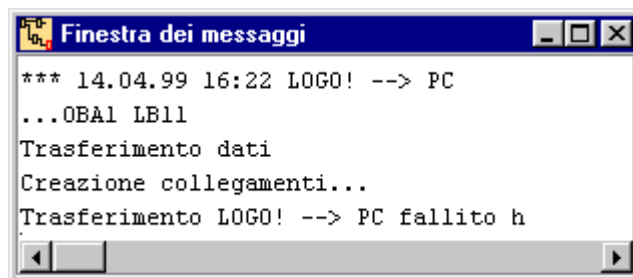 Finestra dei messaggi
*** 14.04.99 16:22 LOGO! --> PC
...OBA1 LB11
Trasferimento dati
Creazione collegamenti...
Trasferimento LOGO! --> PC fallito h